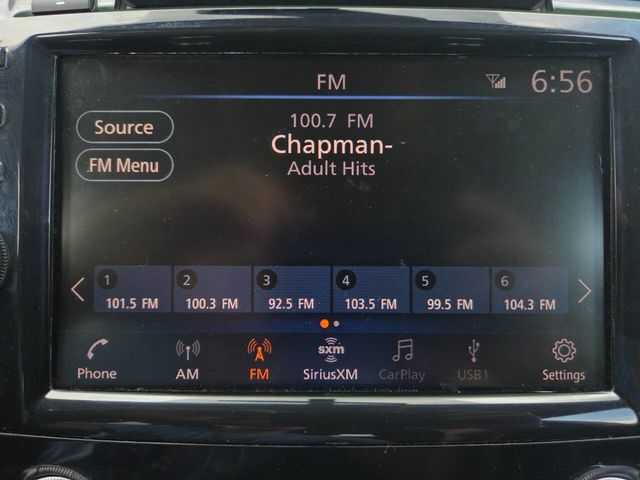 FM
6:56
Source
100.7 FM
Chapman-
FM Menu
Adult Hits
1 2 3 4 5 6
101.5 FM 100.3 FM 92.5 FM 103.5 FM 99.5 FM 104.3 FM
sxm
Phone AM FM SiriusXM CarPlay USB1 Settings